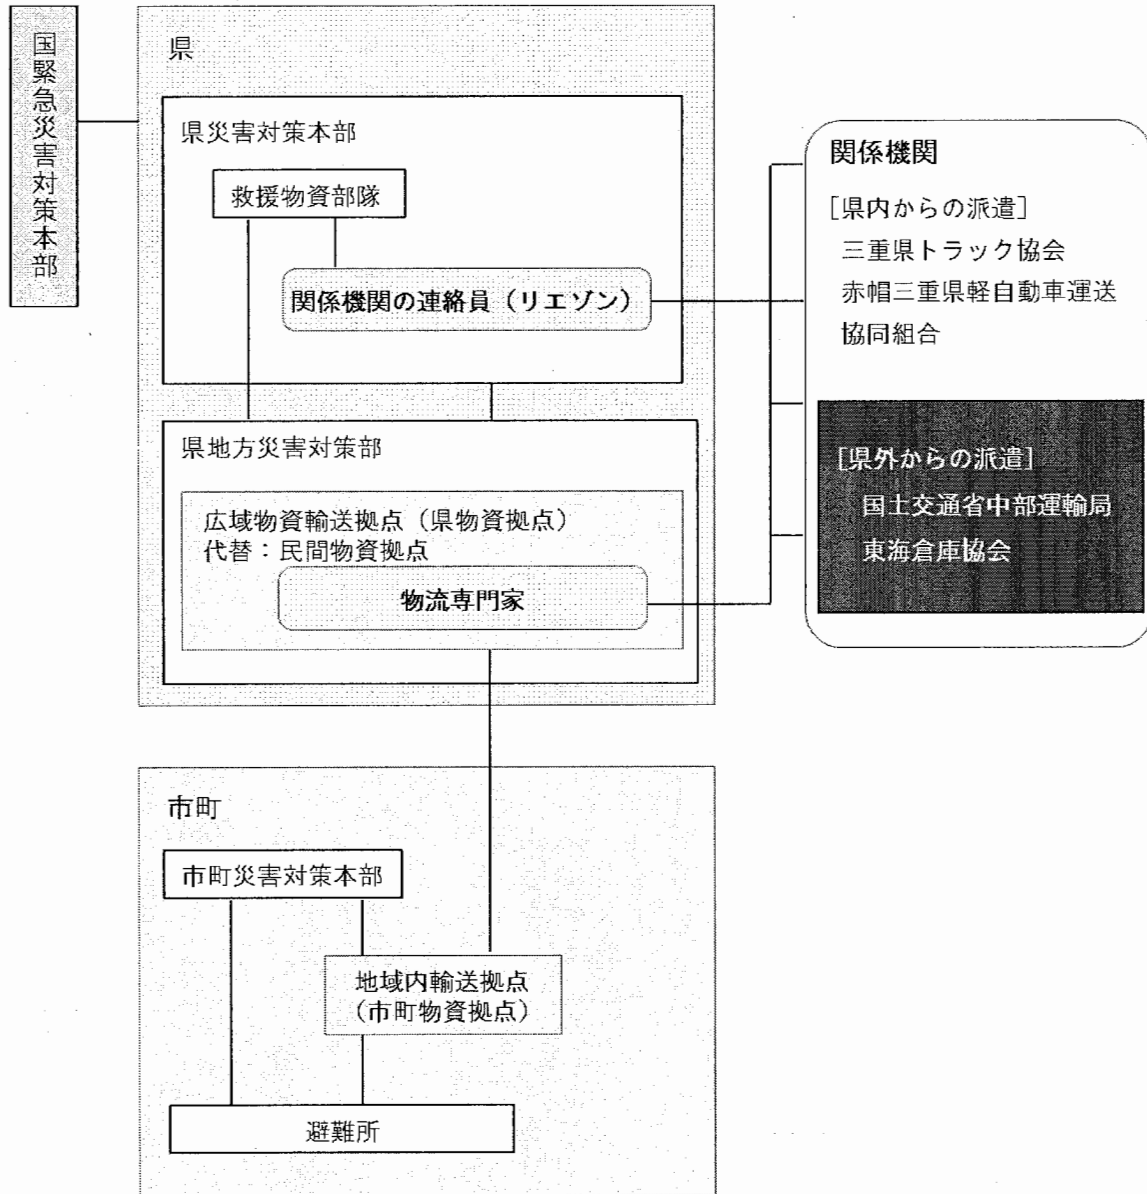 国緊急災害対策本部
県
県災害対策本部
救援物資部隊
関係機関の連絡員（リエゾン）
県地方災害対策部
広域物資輸送拠点（県物資拠点）
代替：民間物資拠点
物流専門家
関係機関
［県内からの派遣］
三重県トラック協会
赤帽三重県軽自動車運送
協同組合
［県外からの派遣］
国土交通省中部運輸局
東海倉庫協会
市町
市町災害対策本部
地域内輸送拠点
（市町物資拠点）
避難所